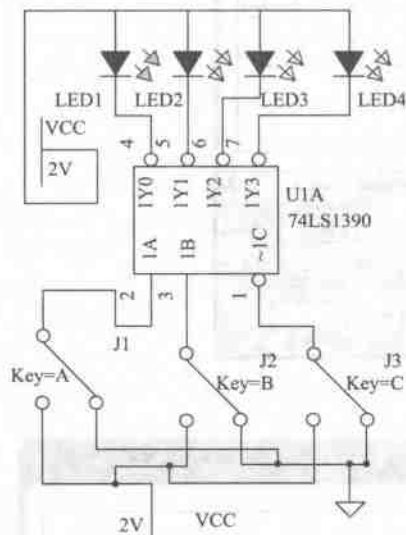 LED1 LED2 LED3 LED4
VCC
2V
4 5 6 7
1Y0 1Y1 1Y2 1Y3
U1A
74LS1390
1A 1B ~1C
2 3 1
J1 J2 J3
Key=A Key=B Key=C
2V VCC